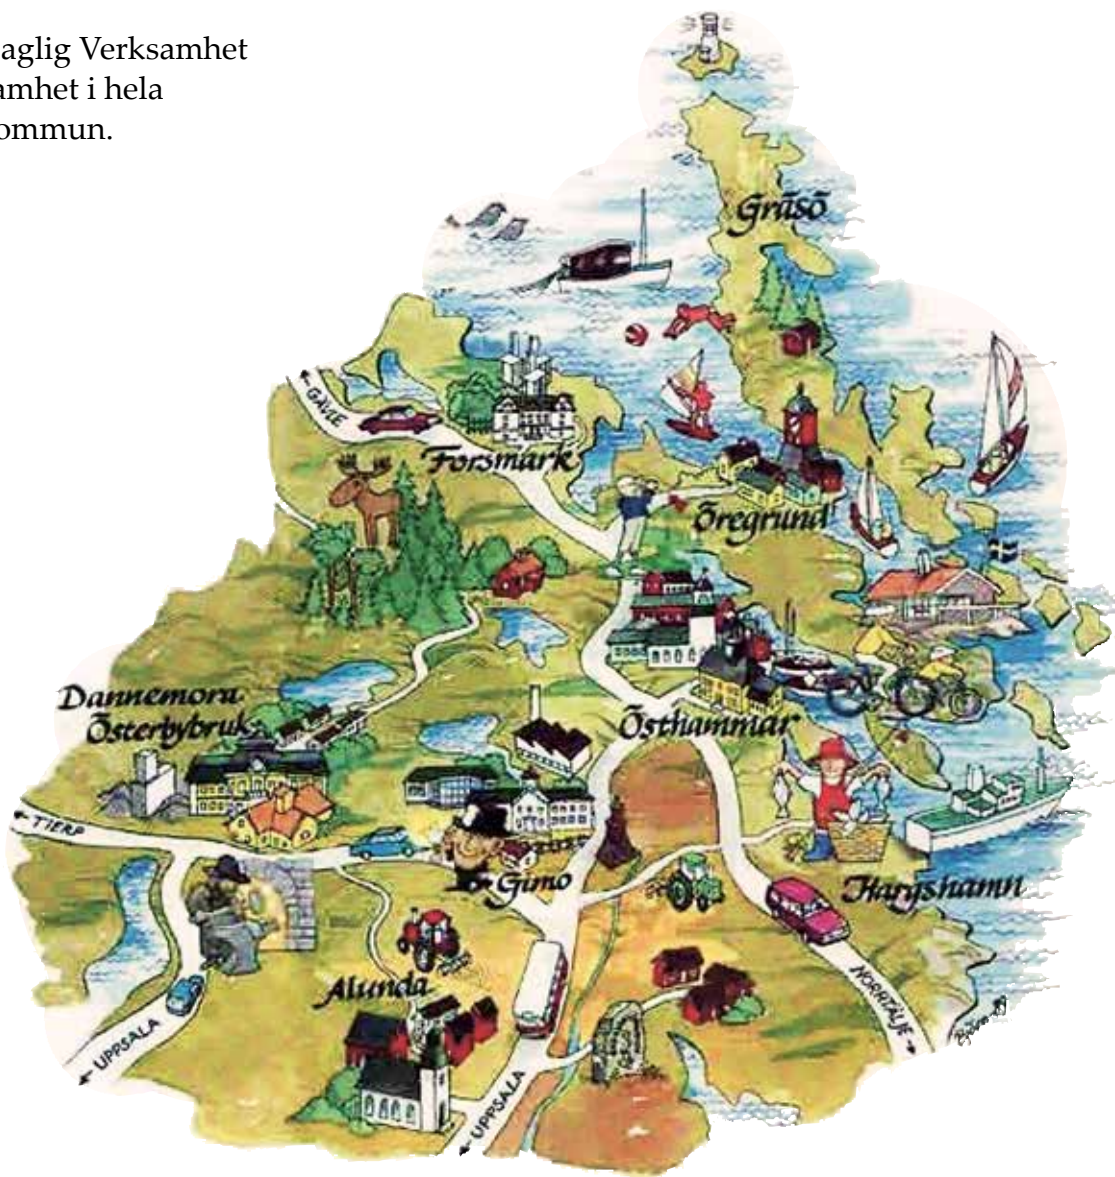 aglig Verksamhet
amhet i hela
ommun.
Gräsö
← GÄVLE
Forsmark
Öregrund
Dannemora
Österbybruk
Östhammar
← TIERP
Gimo
Hargshamn
Alunda
NORRTÄLJE →
← UPPSALA
← UPPSALA